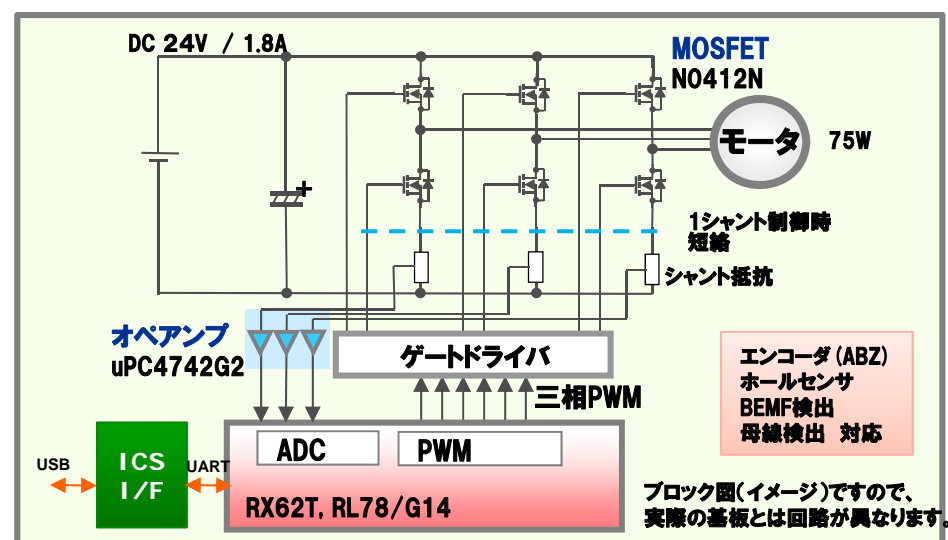 DC 24V / 1.8A
MOSFET
NO412N
モータ
75W
+
1シャント制御時
短絡
シャント抵抗
オペアンプ
uPC4742G2
ゲートドライバ
三相PWM
エンコーダ(ABZ)
ホールセンサ
BEMF検出
母線検出 対応
ADC
PWM
USB
ICS
I/F
UART
RX62T, RL78/G14
ブロック図(イメージ)ですので、
実際の基板とは回路が異なります。